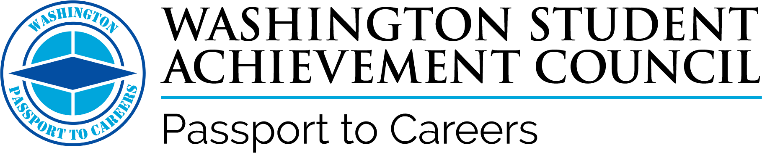 WASHINGTON
PASSPORT TO CAREERS
WASHINGTON STUDENT
ACHIEVEMENT COUNCIL
Passport to Careers